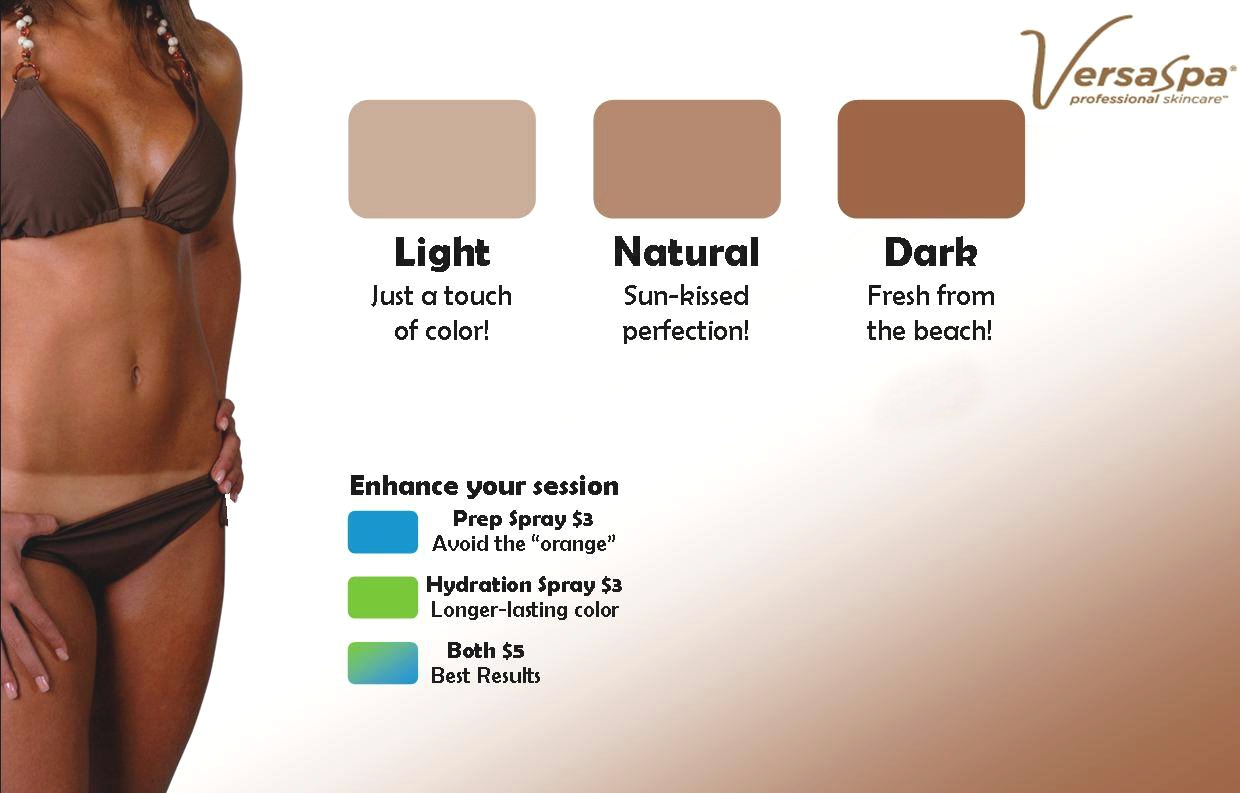 VersaSpa®
professional skincare™
Light
Just a touch
of color!
Natural
Sun-kissed
perfection!
Dark
Fresh from
the beach!
Enhance your session
Prep Spray $3
Avoid the “orange”
Hydration Spray $3
Longer-lasting color
Both $5
Best Results